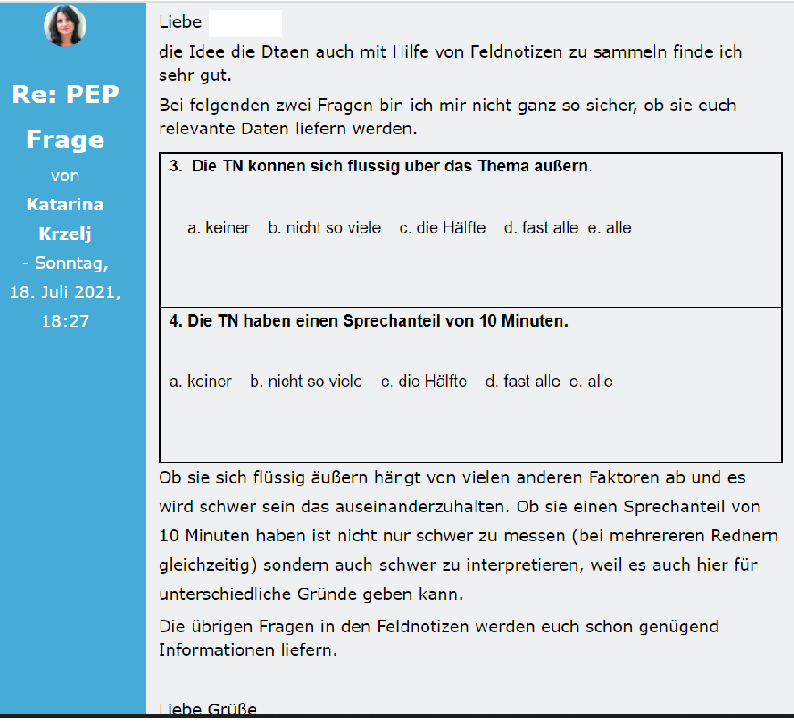 Re: PEP
Frage
von
Katarina
Krzelj
- Sonntag,
18. Juli 2021,
18:27
Liebe
die Idee die Dtaen auch mit Hilfe von Feldnotizen zu sammeln finde ich
sehr gut.
Bei folgenden zwei Fragen bin ich mir nicht ganz so sicher, ob sie euch
relevante Daten liefern werden.
3. Die TN konnen sich flussig uber das Thema außern.
a. keiner b. nicht so viele c. die Hälfte d. fast alle e. alle
4. Die TN haben einen Sprechanteil von 10 Minuten.
a. keiner b. nicht so viele c. die Hälfte d. fast alle e. alle
Ob sie sich flüssig äußern hängt von vielen anderen Faktoren ab und es
wird schwer sein das auseinanderzuhalten. Ob sie einen Sprechanteil von
10 Minuten haben ist nicht nur schwer zu messen (bei mehrereren Rednern
gleichzeitig) sondern auch schwer zu interpretieren, weil es auch hier für
unterschiedliche Gründe geben kann.
Die übrigen Fragen in den Feldnotizen werden euch schon genügend
Informationen liefern.
Liebe Grüße